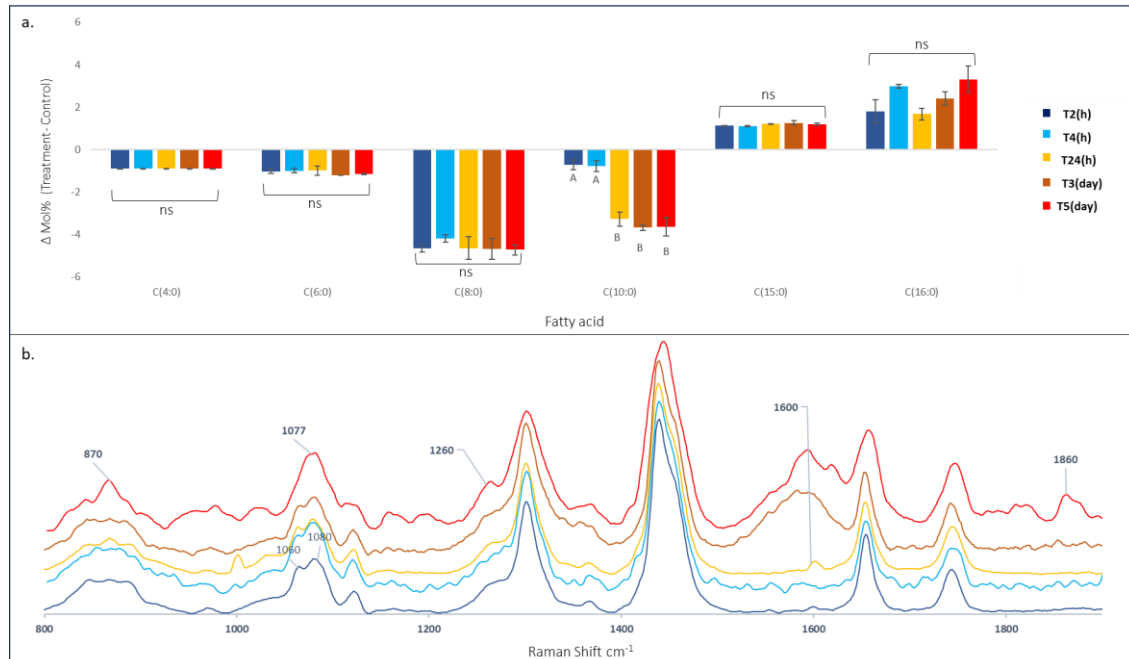 a.
Δ Mol% (Treatment- Control)
6
4
2
0
-2
-4
-6
ns
ns
ns
A
A
B
B
B
ns
ns
C(4:0)
C(6:0)
C(8:0)
C(10:0)
C(15:0)
C(16:0)
Fatty acid
T2(h)
T4(h)
T24(h)
T3(day)
T5(day)
b.
870
1077
1260
1600
1860
1060
1080
800
1000
1200
1400
1600
1800
Raman Shift cm-1